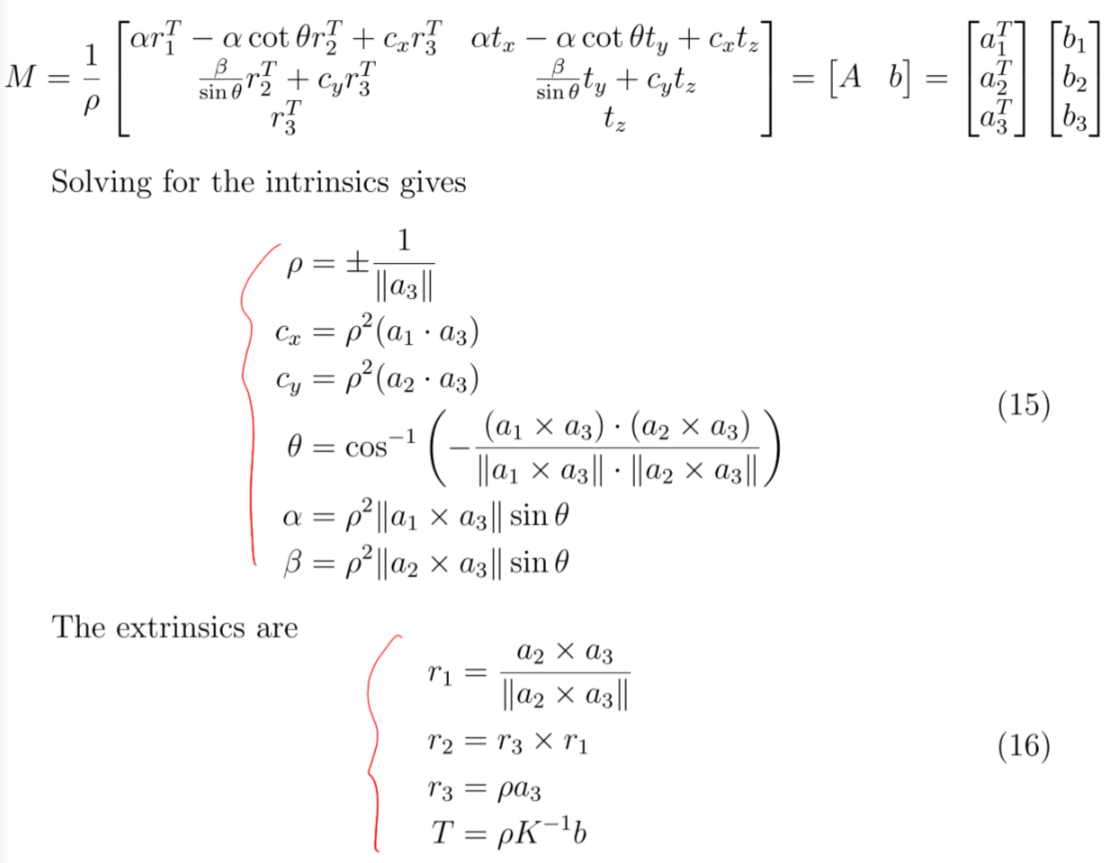 M = \frac{1}{\rho} \begin{bmatrix} \alpha r_1^T - \alpha \cot \theta r_2^T + c_x r_3^T & \alpha t_x - \alpha \cot \theta t_y + c_x t_z \\ \frac{\beta}{\sin \theta} r_2^T + c_y r_3^T & \frac{\beta}{\sin \theta} t_y + c_y t_z \\ r_3^T & t_z \end{bmatrix} = [A \quad b] = \begin{bmatrix} a_1^T \\ a_2^T \\ a_3^T \end{bmatrix} \begin{bmatrix} b_1 \\ b_2 \\ b_3 \end{bmatrix}
Solving for the intrinsics gives
\rho = \pm \frac{1}{\|a_3\|}
c_x = \rho^2 (a_1 \cdot a_3)
c_y = \rho^2 (a_2 \cdot a_3)
\theta = \cos^{-1} \left( - \frac{(a_1 \times a_3) \cdot (a_2 \times a_3)}{\|a_1 \times a_3\| \cdot \|a_2 \times a_3\|} \right) (15)
\alpha = \rho^2 \|a_1 \times a_3\| \sin \theta
\beta = \rho^2 \|a_2 \times a_3\| \sin \theta
The extrinsics are
r_1 = \frac{a_2 \times a_3}{\|a_2 \times a_3\|}
r_2 = r_3 \times r_1 (16)
r_3 = \rho a_3
T = \rho K^{-1} b